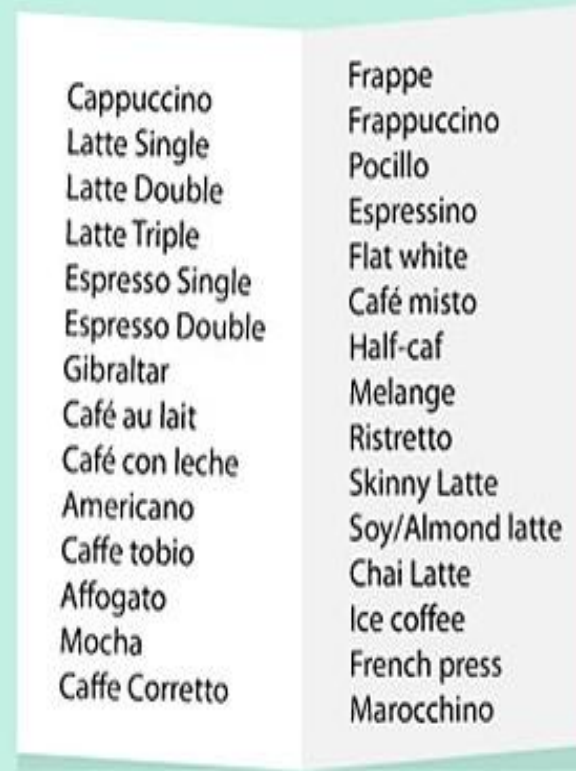 Cappuccino
Latte Single
Latte Double
Latte Triple
Espresso Single
Espresso Double
Gibraltar
Café au lait
Café con leche
Americano
Caffe tobio
Affogato
Mocha
Caffe Corretto
Frappe
Frappuccino
Pocillo
Espressino
Flat white
Café misto
Half-caf
Melange
Ristretto
Skinny Latte
Soy/Almond latte
Chai Latte
Ice coffee
French press
Marocchino